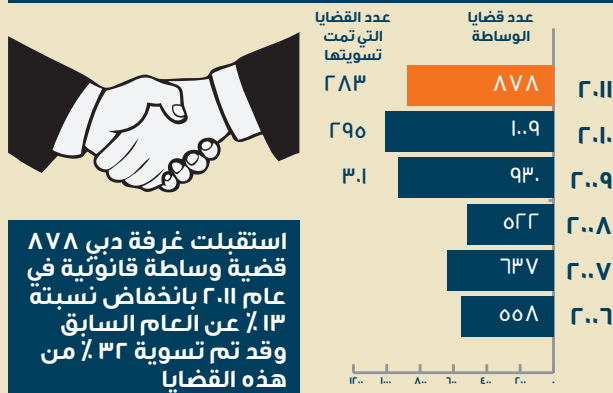 عدد القضايا
التي تمت
تسويتها
عدد قضايا
الوساطة
٢٠١١ ٨٧٨ ٢٨٣
٢٠١٠ ١٠٠٩ ٢٩٥
٢٠٠٩ ٩٣٠ ٣٠١
٢٠٠٨ ٥٢٢
٢٠٠٧ ٦٣٧
٢٠٠٦ ٥٥٨
٠ ٢٠٠ ٤٠٠ ٦٠٠ ٨٠٠ ١٠٠٠ ١٢٠٠
استقبلت غرفة دبي ٨٧٨
قضية وساطة قانونية في
عام ٢٠١١ بانخفاض نسبته
١٣ ٪ عن العام السابق
وقد تم تسوية ٣٢ ٪ من
هذه القضايا